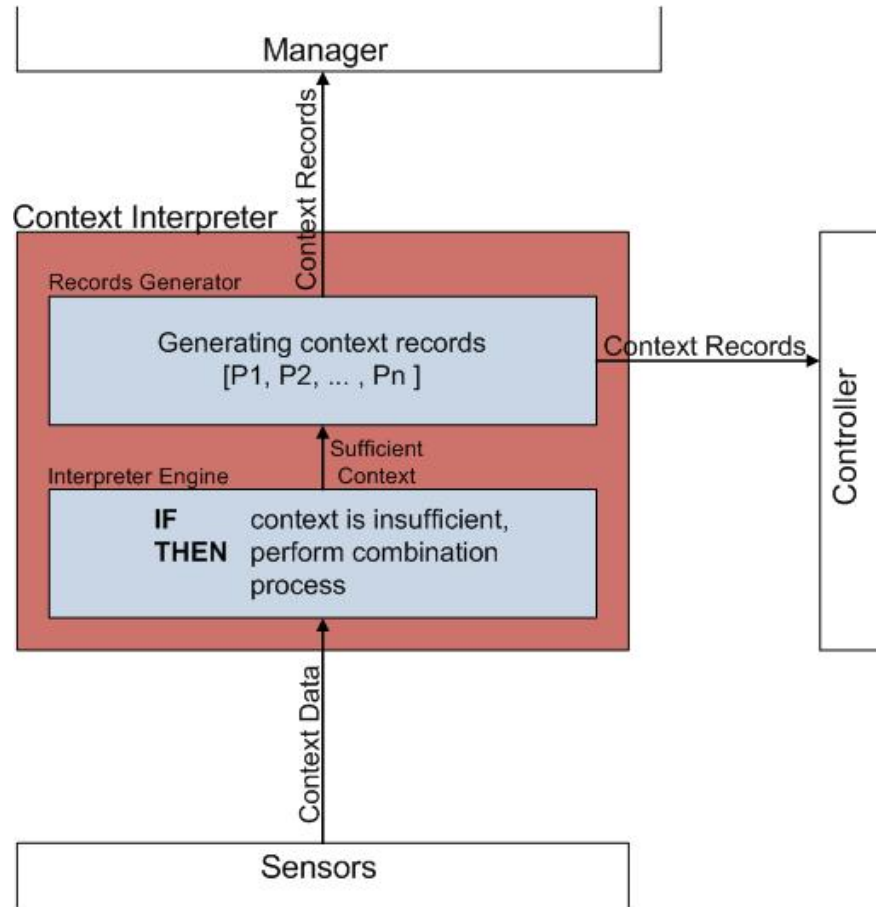 Manager
Context Records
Context Interpreter
Records Generator
Generating context records
[P1, P2, ... , Pn ]
Context Records
Controller
Sufficient
Context
Interpreter Engine
IF context is insufficient,
THEN perform combination
process
Context Data
Sensors